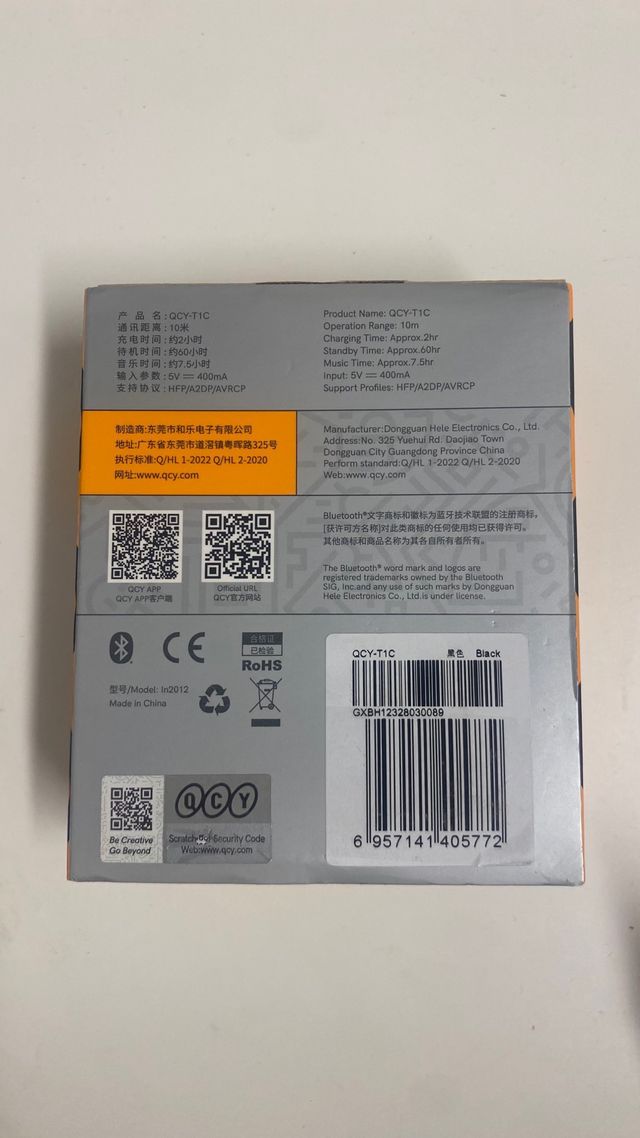 产品名:QCY-T1C
通讯距离:10米
充电时间:约2小时
待机时间:约60小时
音乐时间:约7.5小时
输入参数:5V ⎓ 400mA
支持协议:HFP/A2DP/AVRCP
Product Name: QCY-T1C
Operation Range: 10m
Charging Time: Approx.2hr
Standby Time: Approx.60hr
Music Time: Approx.7.5hr
Input: 5V ⎓ 400mA
Support Profiles: HFP/A2DP/AVRCP
制造商:东莞市和乐电子有限公司
地址:广东省东莞市道滘镇粤晖路325号
执行标准:Q/HL 1-2022 Q/HL 2-2020
网址:www.qcy.com
Manufacturer:Dongguan Hele Electronics Co., Ltd.
Address:No. 325 Yuehui Rd. Daojiao Town
Dongguan City Guangdong Province China
Perform standard:Q/HL 1-2022 Q/HL 2-2020
Web:www.qcy.com
QCY APP
QCY APP客户端
Official URL
QCY官方网站
Bluetooth®文字商标和徽标为蓝牙技术联盟的注册商标,
[获许可方名称]对此类商标的任何使用均已获得许可。
其他商标和商品名称为其各自所有者所有。
The Bluetooth® word mark and logos are
registered trademarks owned by the Bluetooth
SIG, Inc.and any use of such marks by Dongguan
Hele Electronics Co., Ltd.is under license.
CE
合格证
已检验
RoHS
型号/Model: In2012
Made in China
QCY-T1C 黑色 Black
GXBH12328030089
6 957141 405772
Be Creative
Go Beyond
QCY
Security Code
Web:www.qcy.com